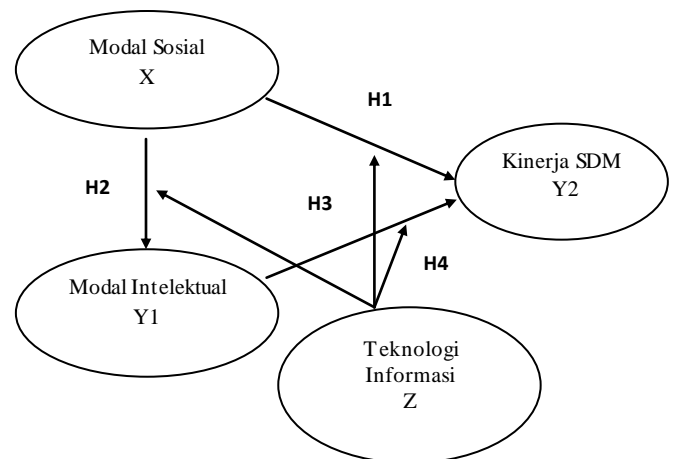 Modal Sosial
X
H1
Kinerja SDM
Y2
H2
H3
H4
Modal Intelektual
Y1
Teknologi
Informasi
Z